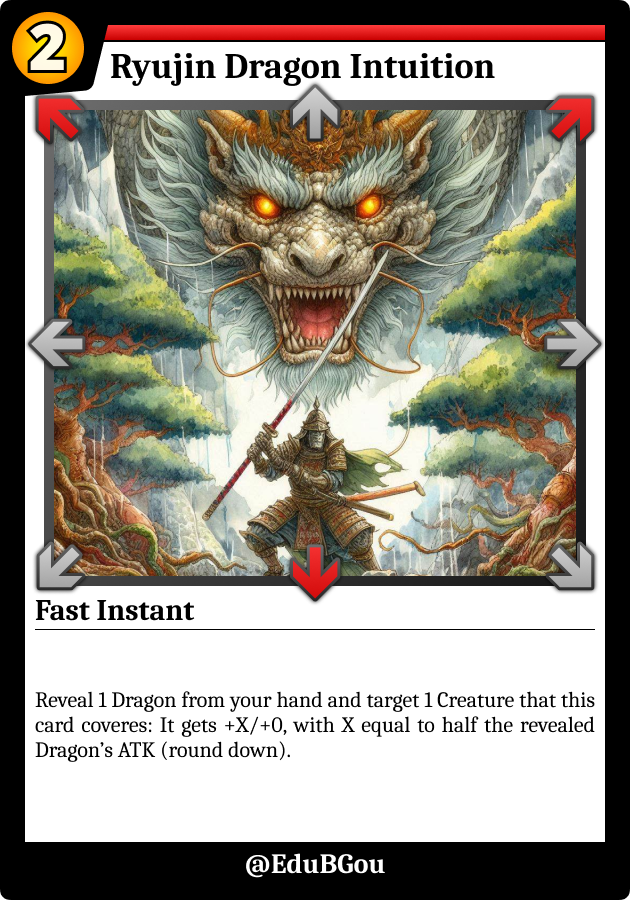 2
Ryujin Dragon Intuition
Fast Instant
Reveal 1 Dragon from your hand and target 1 Creature that this
card coveres: It gets +X/+0, with X equal to half the revealed
Dragon's ATK (round down).
@EduBGou